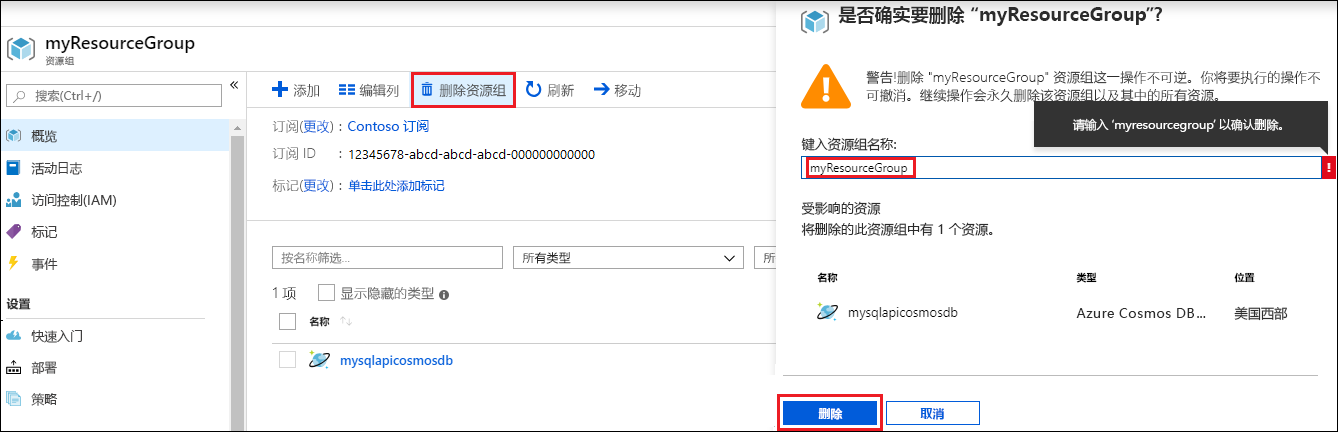 myResourceGroup
资源组
搜索(Ctrl+/)
«
概览
活动日志
访问控制(IAM)
标记
事件
设置
快速入门
部署
策略
添加 编辑列 删除资源组 刷新 移动
订阅(更改)：Contoso 订阅
订阅 ID ：12345678-abcd-abcd-abcd-000000000000
标记(更改)：单击此处添加标记
按名称筛选... 所有类型 所
1 项 显示隐藏的类型
名称 ↑↓
mysqlapicosmosdb
是否确实要删除 “myResourceGroup”?
警告!删除 "myResourceGroup" 资源组这一操作不可逆。你将要执行的操作不
可撤消。继续操作会永久删除该资源组以及其中的所有资源。
请输入 ‘myresourcegroup’ 以确认删除。
键入资源组名称:
myResourceGroup
受影响的资源
将删除的此资源组中有 1 个资源。
名称 类型 位置
mysqlapicosmosdb Azure Cosmos DB... 美国西部
删除 取消